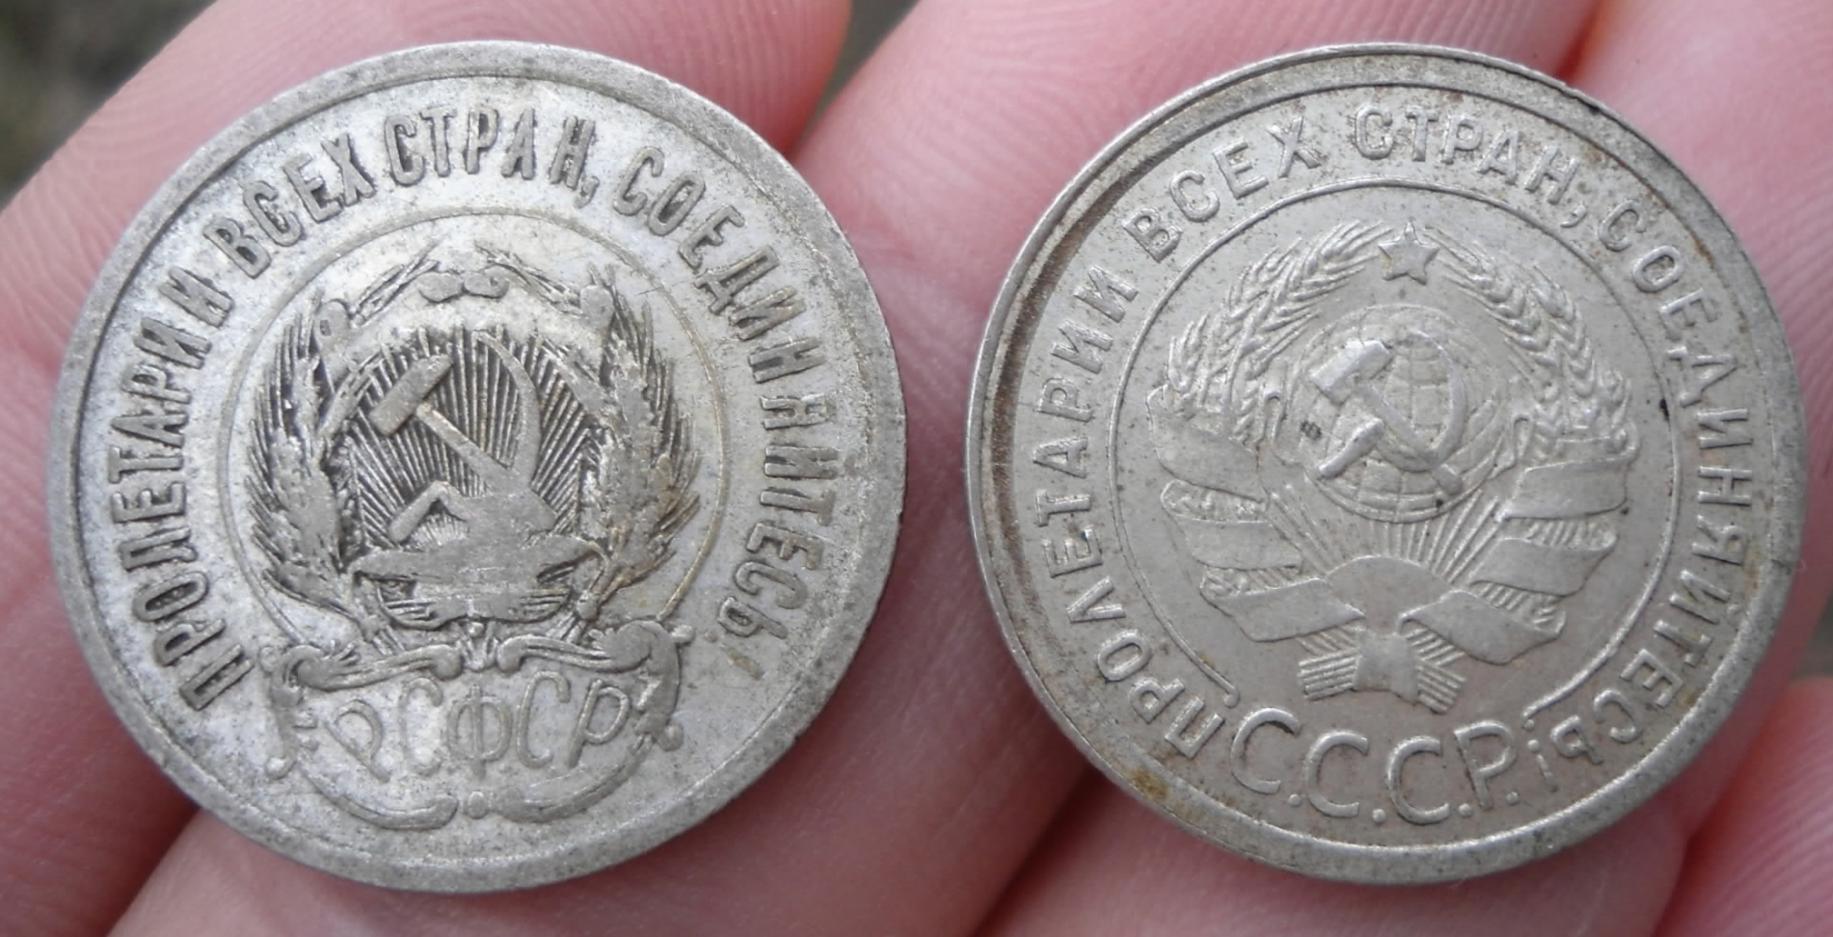 ПРОЛЕТАРИИ ВСЕХ СТРАН, СОЕДИНЯЙТЕСЬ!
РСФСР
ПРОЛЕТАРИИ ВСЕХ СТРАН, СОЕДИНЯЙТЕСЬ!
С.С.С.Р.